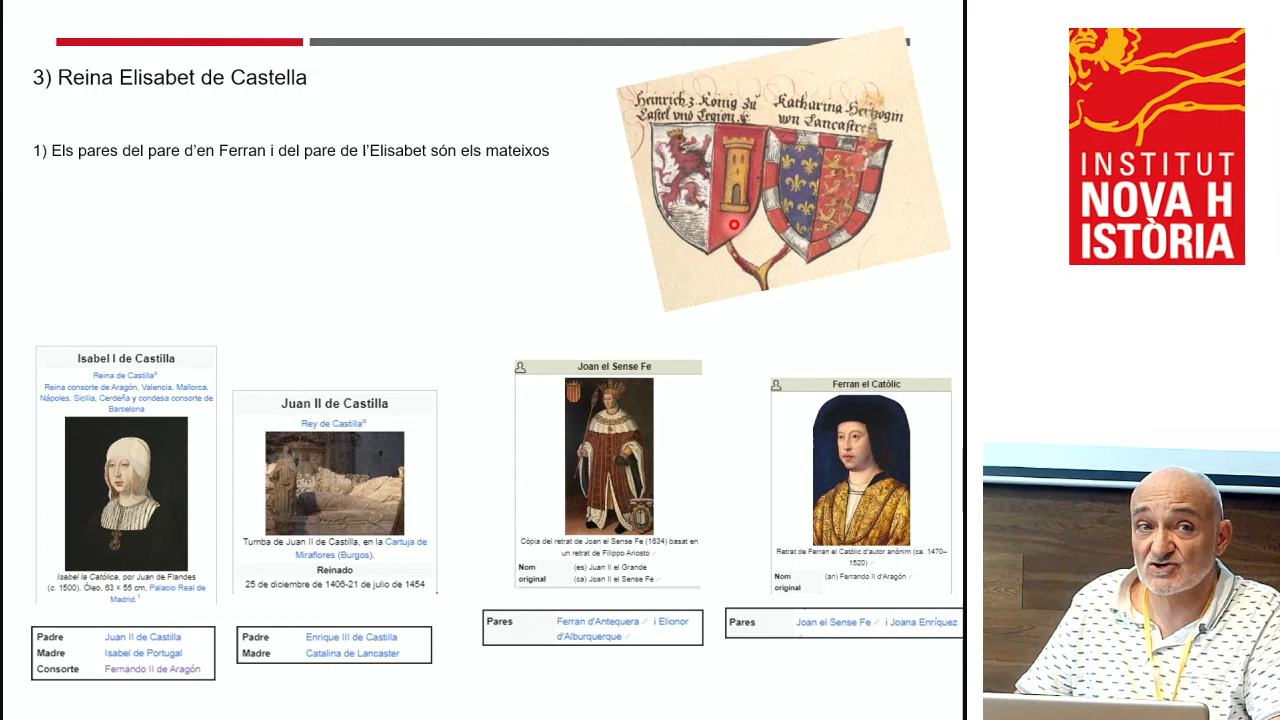 3) Reina Elisabet de Castella
1) Els pares del pare d'en Ferran i del pare de l'Elisabet són els mateixos
Heinrich 3. König zu
Castel vnd Legion.
Katharina Hertzogin
von Lancastre
INSTITUT
NOVA H
ISTÒRIA
Isabel I de Castilla
Reina de Castillaª
Reina consorte de Aragón, Valencia, Mallorca,
Nápoles, Sicilia, Cerdeña y condesa consorte de
Barcelona
Isabel la Católica, por Juan de Flandes
(c. 1500). Óleo, 63 × 55 cm, Palacio Real de
Madrid.¹
Padre Juan II de Castilla
Madre Isabel de Portugal
Consorte Fernando II de Aragón
Juan II de Castilla
Rey de Castillaª
Tumba de Juan II de Castilla, en la Cartuja de
Miraflores (Burgos).
Reinado
25 de diciembre de 1406-21 de julio de 1454
Padre Enrique III de Castilla
Madre Catalina de Lancaster
Joan el Sense Fe
Còpia del retrat de Joan el Sense Fe (1634) basat en
un retrat de Filippo Ariosto
Nom (es) Juan II el Grande
original (ca) Joan II el Sense Fe
Pares Ferran d'Antequera i Elionor
d'Alburquerque
Ferran el Catòlic
Retrat de Ferran el Catòlic d'autor anònim (ca. 1470–
1520)
Nom (an) Ferrando II d'Aragón
original
Pares Joan el Sense Fe i Joana Enríquez